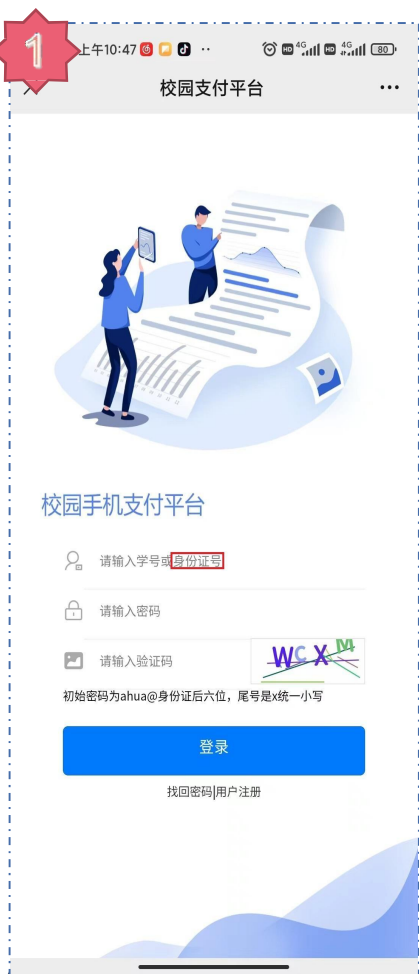 1
上午10:47
HD 4G HD 4G 80
校园支付平台
校园手机支付平台
请输入学号或身份证号
请输入密码
请输入验证码
WCXM
初始密码为ahua@身份证后六位，尾号是x统一小写
登录
找回密码|用户注册